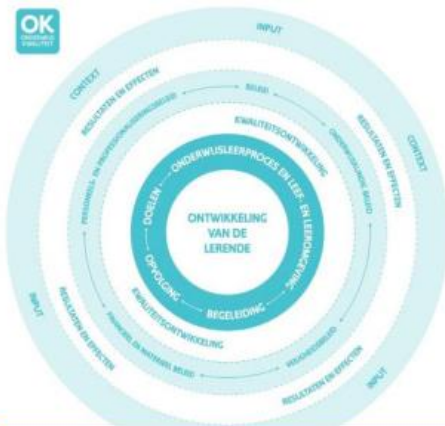 OK
ONDERWIJS
KWALITEIT
INPUT
CONTEXT
CONTEXT
INPUT
INPUT
RESULTATEN EN EFFECTEN
RESULTATEN EN EFFECTEN
RESULTATEN EN EFFECTEN
RESULTATEN EN EFFECTEN
BELEID
PERSONEELS- EN PROFESSIONALISERINGSBELEID
ONDERWIJSKUNDIG BELEID
FINANCIEEL EN MATERIEEL BELEID
VEILIGHEIDSBELEID
KWALITEITSONTWIKKELING
KWALITEITSONTWIKKELING
DOELEN
ONDERWIJSLEERPROCES EN LEEF- EN LEEROMGEVING
BEGELEIDING
OPVOLGING
ONTWIKKELING
VAN DE
LERENDE